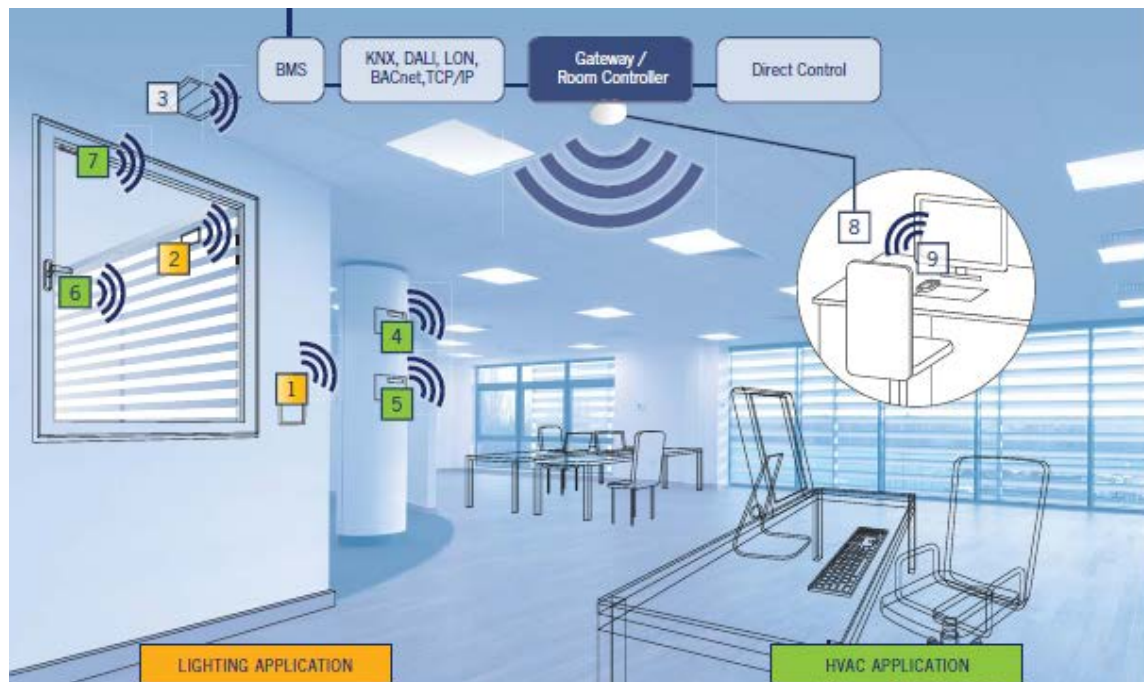 BMS
KNX, DALI, LON,
BACnet,TCP/IP
Gateway /
Room Controller
Direct Control
3
7
2
6
8
9
4
1
5
LIGHTING APPLICATION
HVAC APPLICATION